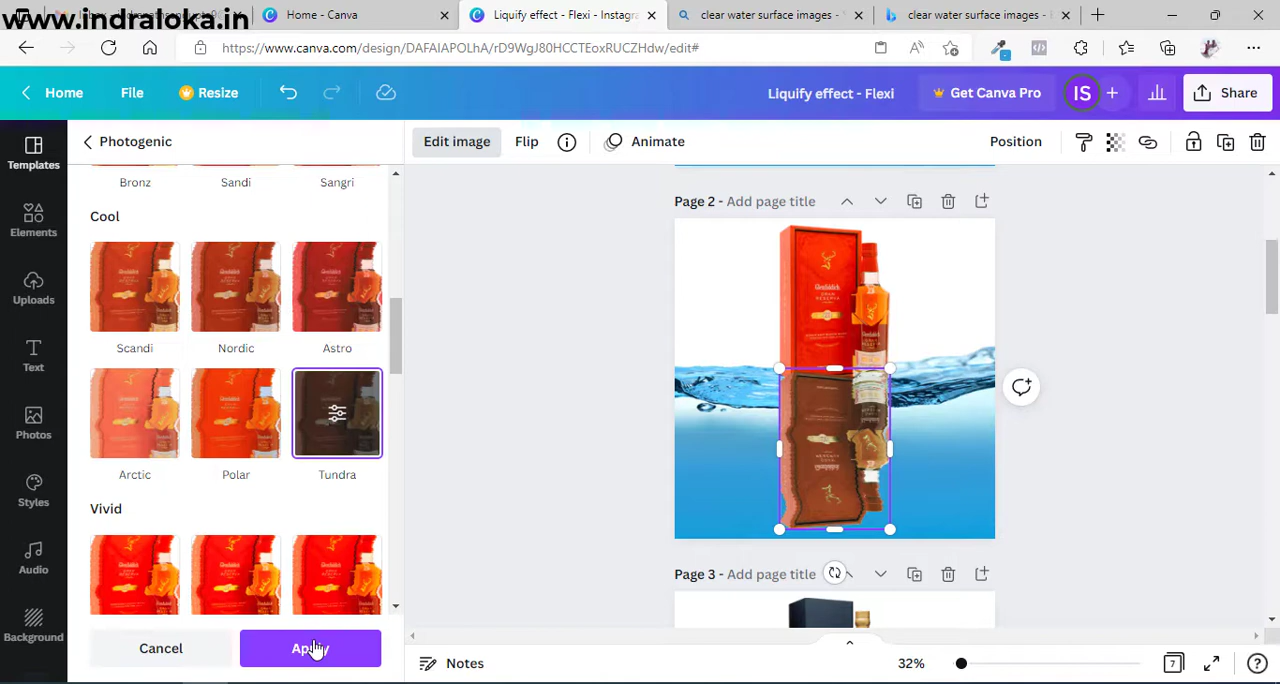 www.indraloka.in
Home - Canva
Liquify effect - Flexi - Instagra
clear water surface images -
clear water surface images -
https://www.canva.com/design/DAFAIAPOLhA/rD9WgJ80HCCTEoxRUCZHdw/edit#
Home
File
Resize
Liquify effect - Flexi
Get Canva Pro
IS
Share
Photogenic
Edit image
Flip
Animate
Position
Templates
Elements
Uploads
Text
Photos
Styles
Audio
Background
Bronz
Sandi
Sangri
Cool
Scandi
Nordic
Astro
Arctic
Polar
Tundra
Vivid
Cancel
Apply
Page 2 - Add page title
Glenfiddich
Page 3 - Add page title
Notes
32%
7